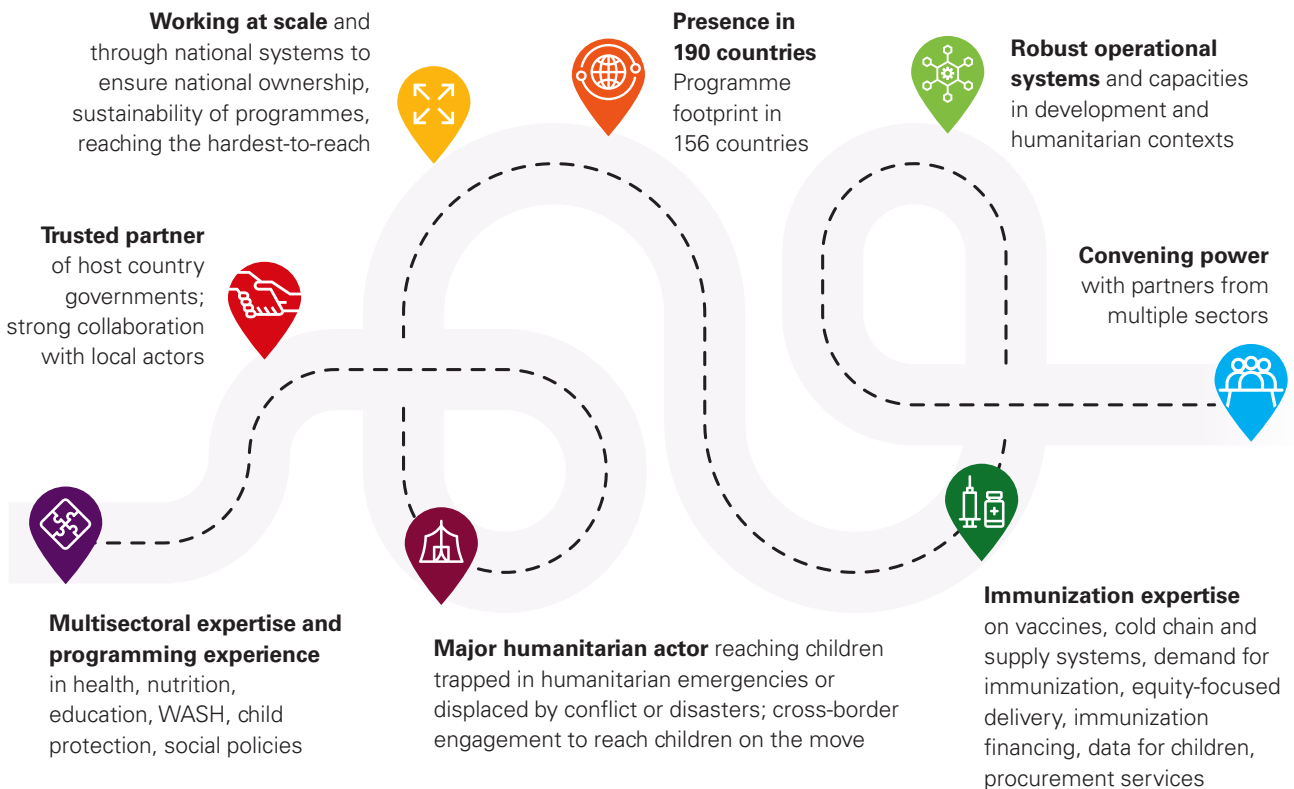 Working at scale and
through national systems to
ensure national ownership,
sustainability of programmes,
reaching the hardest-to-reach
Presence in
190 countries
Programme
footprint in
156 countries
Robust operational
systems and capacities
in development and
humanitarian contexts
Trusted partner
of host country
governments;
strong collaboration
with local actors
Convening power
with partners from
multiple sectors
Multisectoral expertise and
programming experience
in health, nutrition,
education, WASH, child
protection, social policies
Major humanitarian actor reaching children
trapped in humanitarian emergencies or
displaced by conflict or disasters; cross-border
engagement to reach children on the move
Immunization expertise
on vaccines, cold chain and
supply systems, demand for
immunization, equity-focused
delivery, immunization
financing, data for children,
procurement services